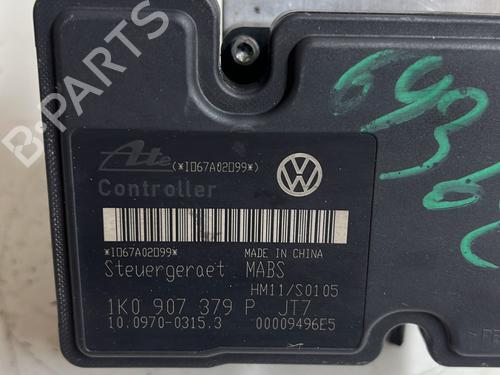 B-PARTS
Ate (*ID67A02D99*)
Controller
*ID67A02D99* MADE IN CHINA
Steuergeraet MABS
HM11/S0105
1K0 907 379 P JT7
10.0970-0315.3 00009496E5